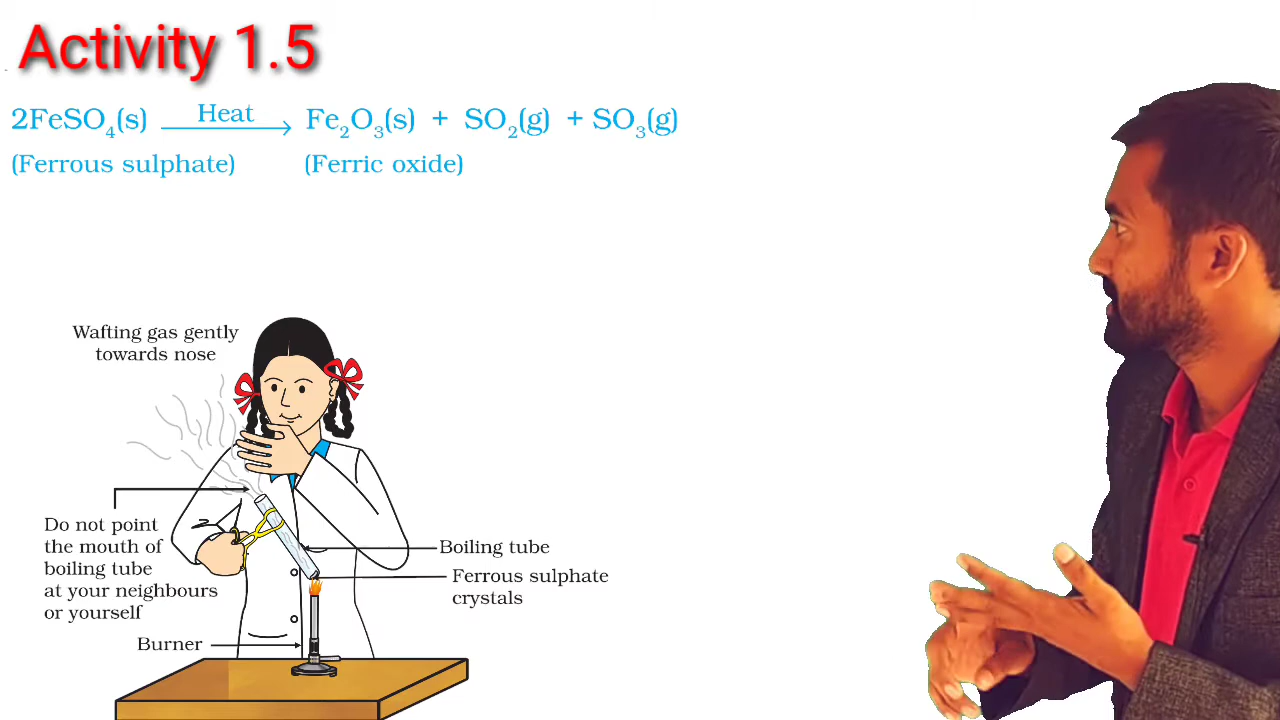 Activity 1.5
2FeSO₄(s) Heat ⟶ Fe₂O₃(s) + SO₂(g) + SO₃(g)
(Ferrous sulphate) (Ferric oxide)
Wafting gas gently
towards nose
Do not point
the mouth of
boiling tube
at your neighbours
or yourself
Boiling tube
Ferrous sulphate
crystals
Burner